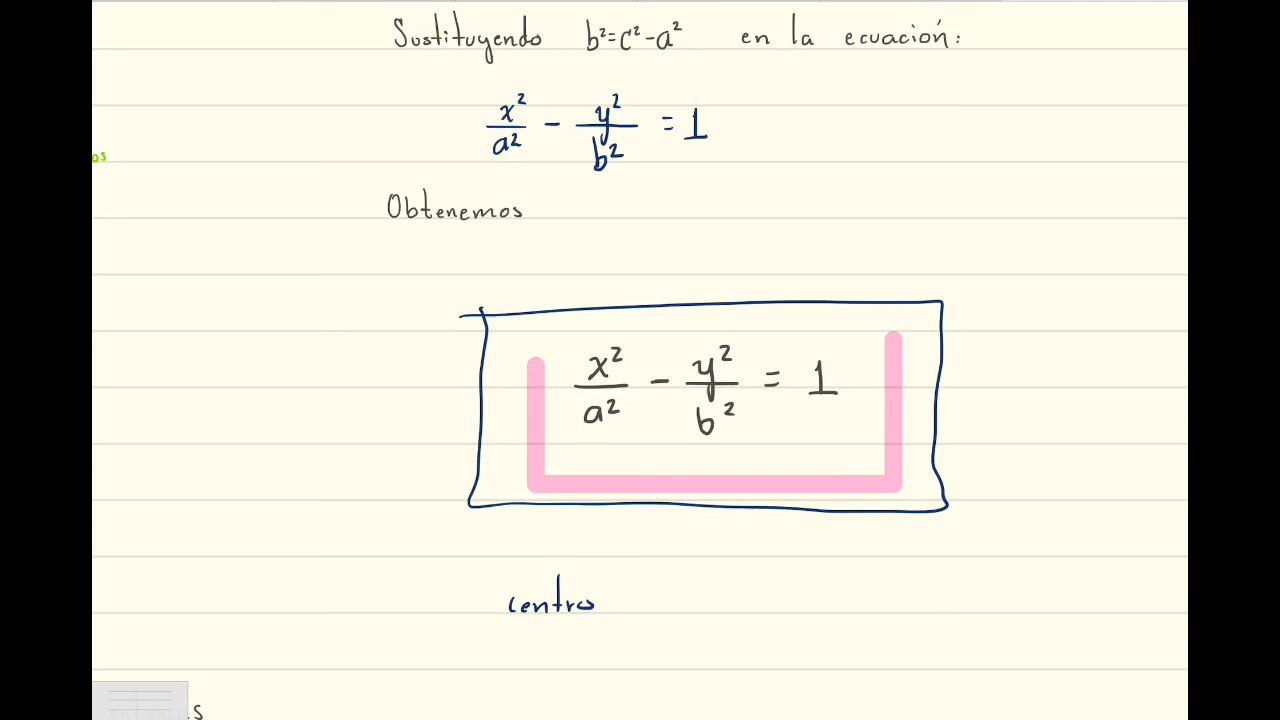 Sustituyendo b²=c²-a² en la ecuación:
x²/a² - y²/b² = 1
os
Obtenemos
x²/a² - y²/b² = 1
centro